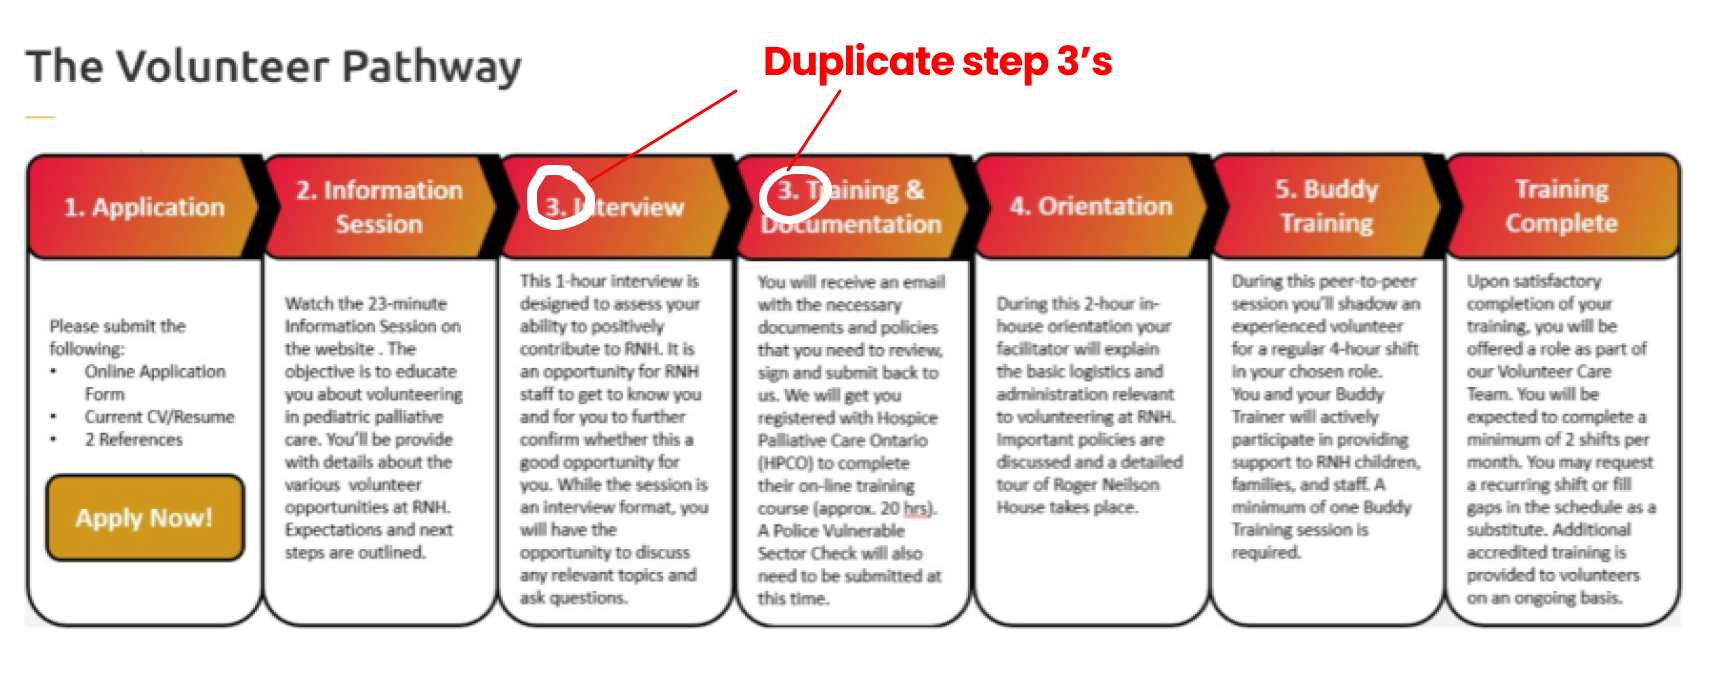 The Volunteer Pathway
Duplicate step 3’s
1. Application
Please submit the
following:
• Online Application
Form
• Current CV/Resume
• 2 References
Apply Now!
2. Information
Session
Watch the 23-minute
Information Session on
the website . The
objective is to educate
you about volunteering
in pediatric palliative
care. You’ll be provide
with details about the
various  volunteer
opportunities at RNH.
Expectations and next
steps are outlined.
3. Interview
This 1-hour interview is
designed to assess your
ability to positively
contribute to RNH. It is
an opportunity for RNH
staff to get to know you
and for you to further
confirm whether this a
good opportunity for
you. While the session is
an interview format, you
will have the
opportunity to discuss
any relevant topics and
ask questions.
3. Training &
Documentation
You will receive an email
with the necessary
documents and policies
that you need to review,
sign and submit back to
us. We will get you
registered with Hospice
Palliative Care Ontario
(HPCO) to complete
their on-line training
course (approx. 20 hrs).
A Police Vulnerable
Sector Check will also
need to be submitted at
this time.
4. Orientation
During this 2-hour in-
house orientation your
facilitator will explain
the basic logistics and
administration relevant
to volunteering at RNH.
Important policies are
discussed and a detailed
tour of Roger Neilson
House takes place.
5. Buddy
Training
During this peer-to-peer
session you’ll shadow an
experienced volunteer
for a regular 4-hour shift
in your chosen role.
You and your Buddy
Trainer will actively
participate in providing
support to RNH children,
families, and staff. A
minimum of one Buddy
Training session is
required.
Training
Complete
Upon satisfactory
completion of your
training, you will be
offered a role as part of
our Volunteer Care
Team. You will be
expected to complete a
minimum of 2 shifts per
month. You may request
a recurring shift or fill
gaps in the schedule as a
substitute. Additional
accredited training is
provided to volunteers
on an ongoing basis.